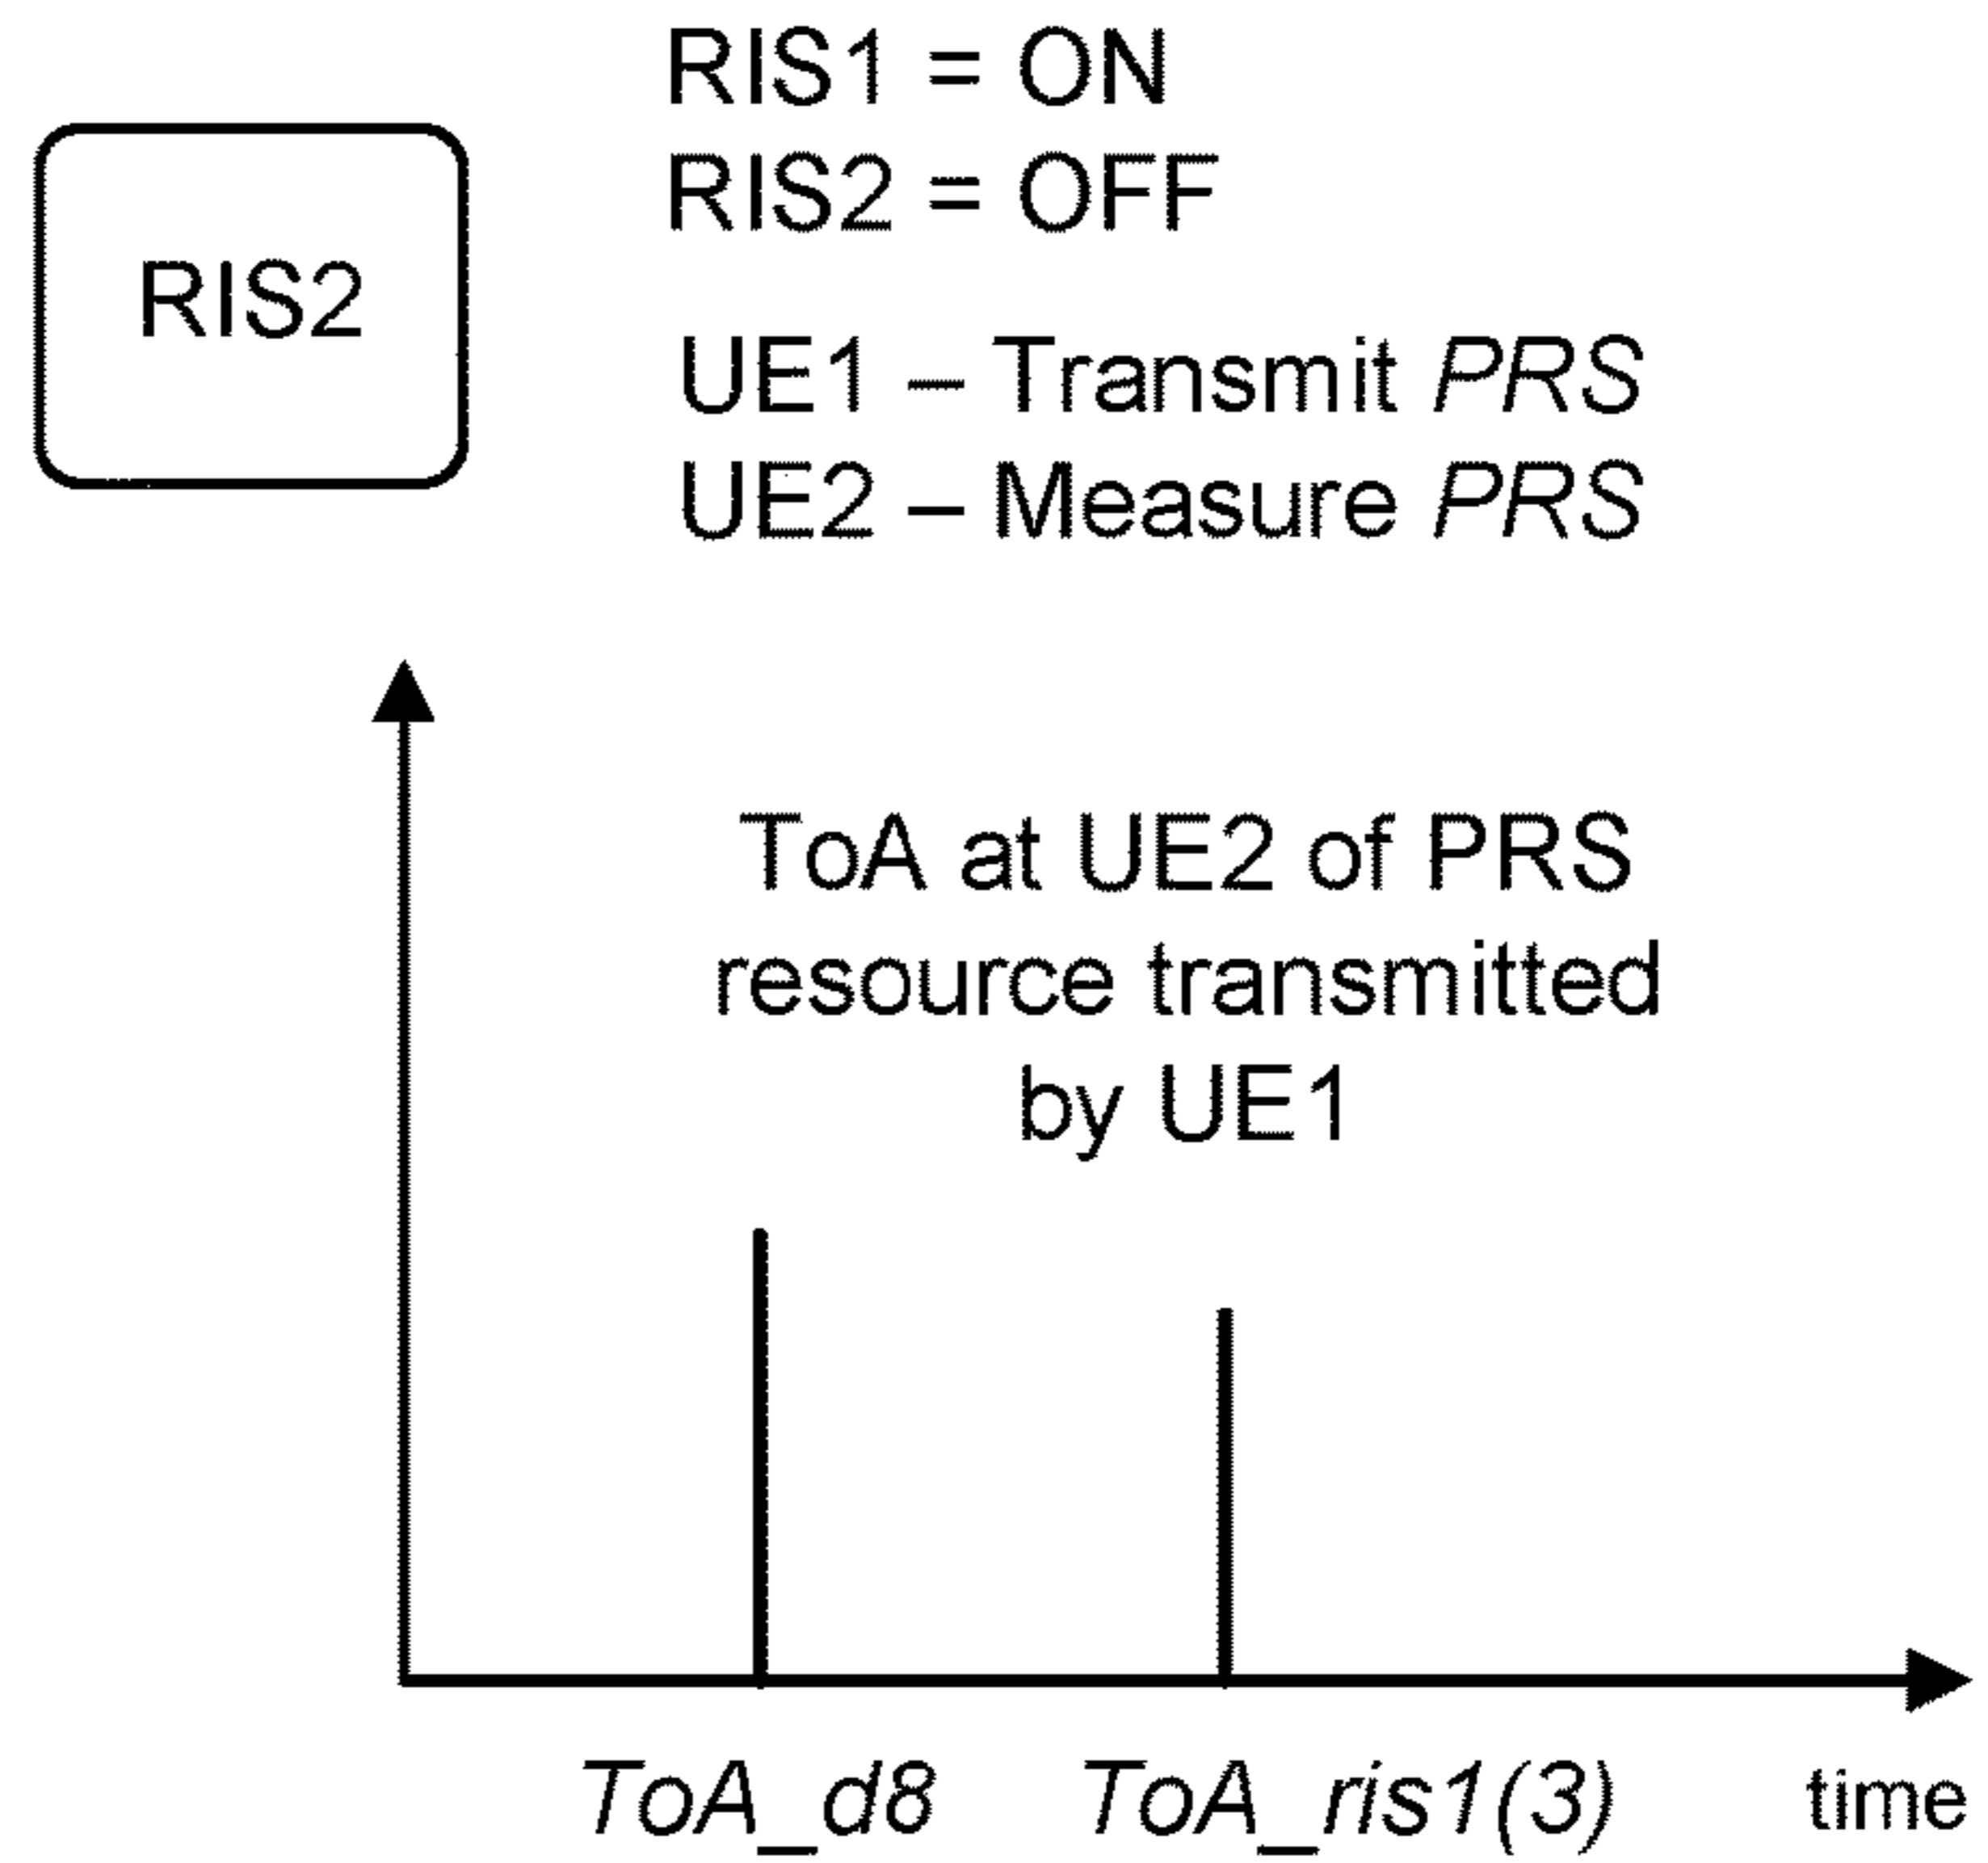 RIS1 = ON
RIS2 = OFF
RIS2
UE1 – Transmit PRS
UE2 – Measure PRS
ToA at UE2 of PRS
resource transmitted
by UE1
ToA_d8
ToA_ris1(3)
time